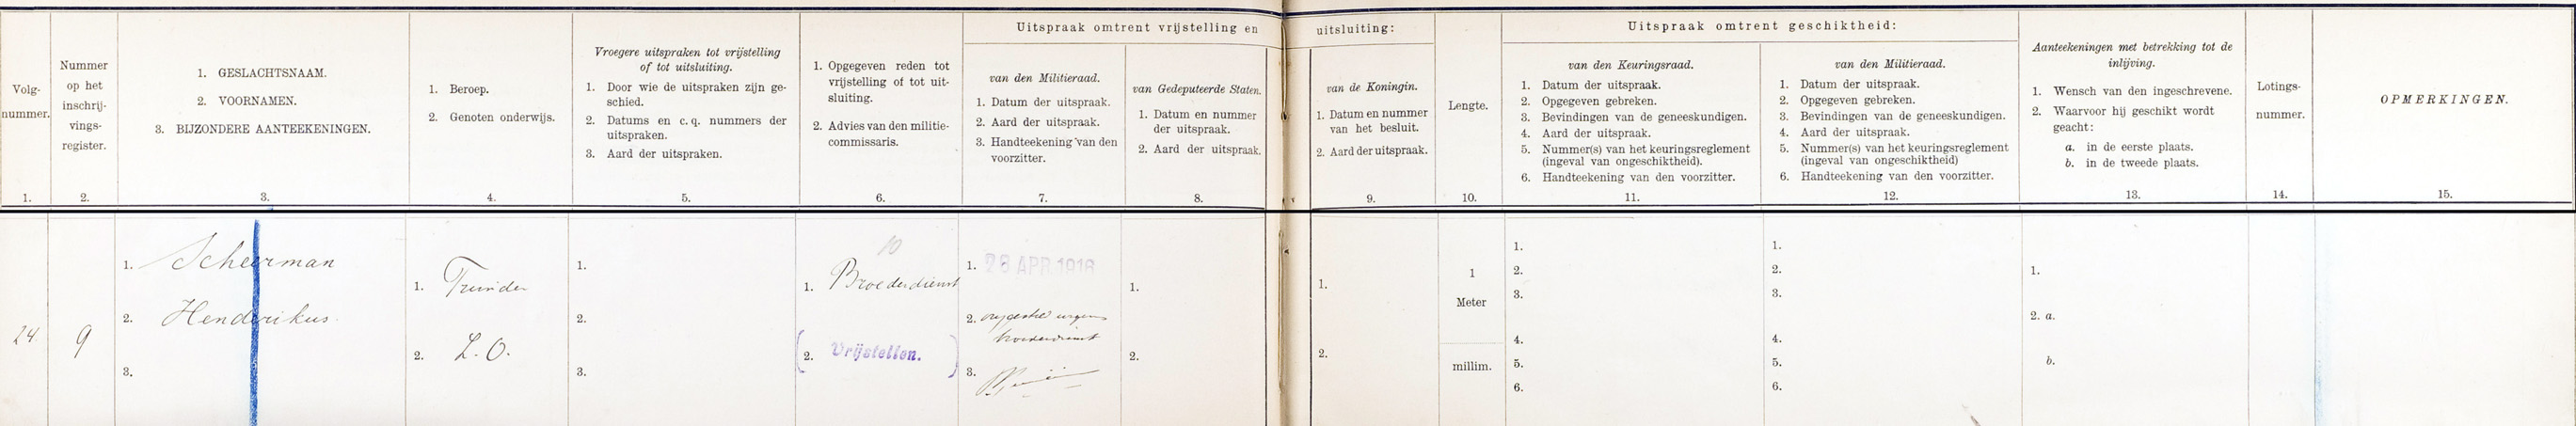 Uitspraak omtrent vrijstelling en uitsluiting:
Uitspraak omtrent geschiktheid:
Volg-
nummer.
1.
Nummer
op het
inschrij-
vings-
register.
2.
1. GESLACHTSNAAM.
2. VOORNAMEN.
3. BIJZONDERE AANTEEKENINGEN.
3.
1. Beroep.
2. Genoten onderwijs.
4.
Vroegere uitspraken tot vrijstelling
of tot uitsluiting.
1. Door wie de uitspraken zijn ge-
schied.
2. Datums en c.q. nummers der
uitspraken.
3. Aard der uitspraken.
5.
1. Opgegeven reden tot
vrijstelling of tot uit-
sluiting.
2. Advies van den militie-
commissaris.
6.
van den Militieraad.
1. Datum der uitspraak.
2. Aard der uitspraak.
3. Handteekening van den
voorzitter.
7.
van Gedeputeerde Staten.
1. Datum en nummer
der uitspraak.
2. Aard der uitspraak.
8.
van de Koningin.
1. Datum en nummer
van het besluit.
2. Aard der uitspraak.
9.
Lengte.
10.
van den Keuringsraad.
1. Datum der uitspraak.
2. Opgegeven gebreken.
3. Bevindingen van de geneeskundigen.
4. Aard der uitspraak.
5. Nummer(s) van het keuringsreglement
(ingeval van ongeschiktheid).
6. Handteekening van den voorzitter.
11.
van den Militieraad.
1. Datum der uitspraak.
2. Opgegeven gebreken.
3. Bevindingen van de geneeskundigen.
4. Aard der uitspraak.
5. Nummer(s) van het keuringsreglement
(ingeval van ongeschiktheid)
6. Handteekening van den voorzitter.
12.
Aanteekeningen met betrekking tot de
inlijving.
1. Wensch van den ingeschrevene.
2. Waarvoor hij geschikt wordt
geacht:
a. in de eerste plaats.
b. in de tweede plaats.
13.
Lotings-
nummer.
14.
OPMERKINGEN.
15.
24
9
1. Scheerman
2. Hendrikus
3.
1.
2. L.O.
1.
2.
3.
10
1. Broederdienst
2. Vrijstellen.
1. 26 APR 1916
2. wegens
broederdienst
3.
1.
2.
1.
2.
1
Meter
millim.
1.
2.
3.
4.
5.
6.
1.
2.
3.
4.
5.
6.
1.
2. a.
b.